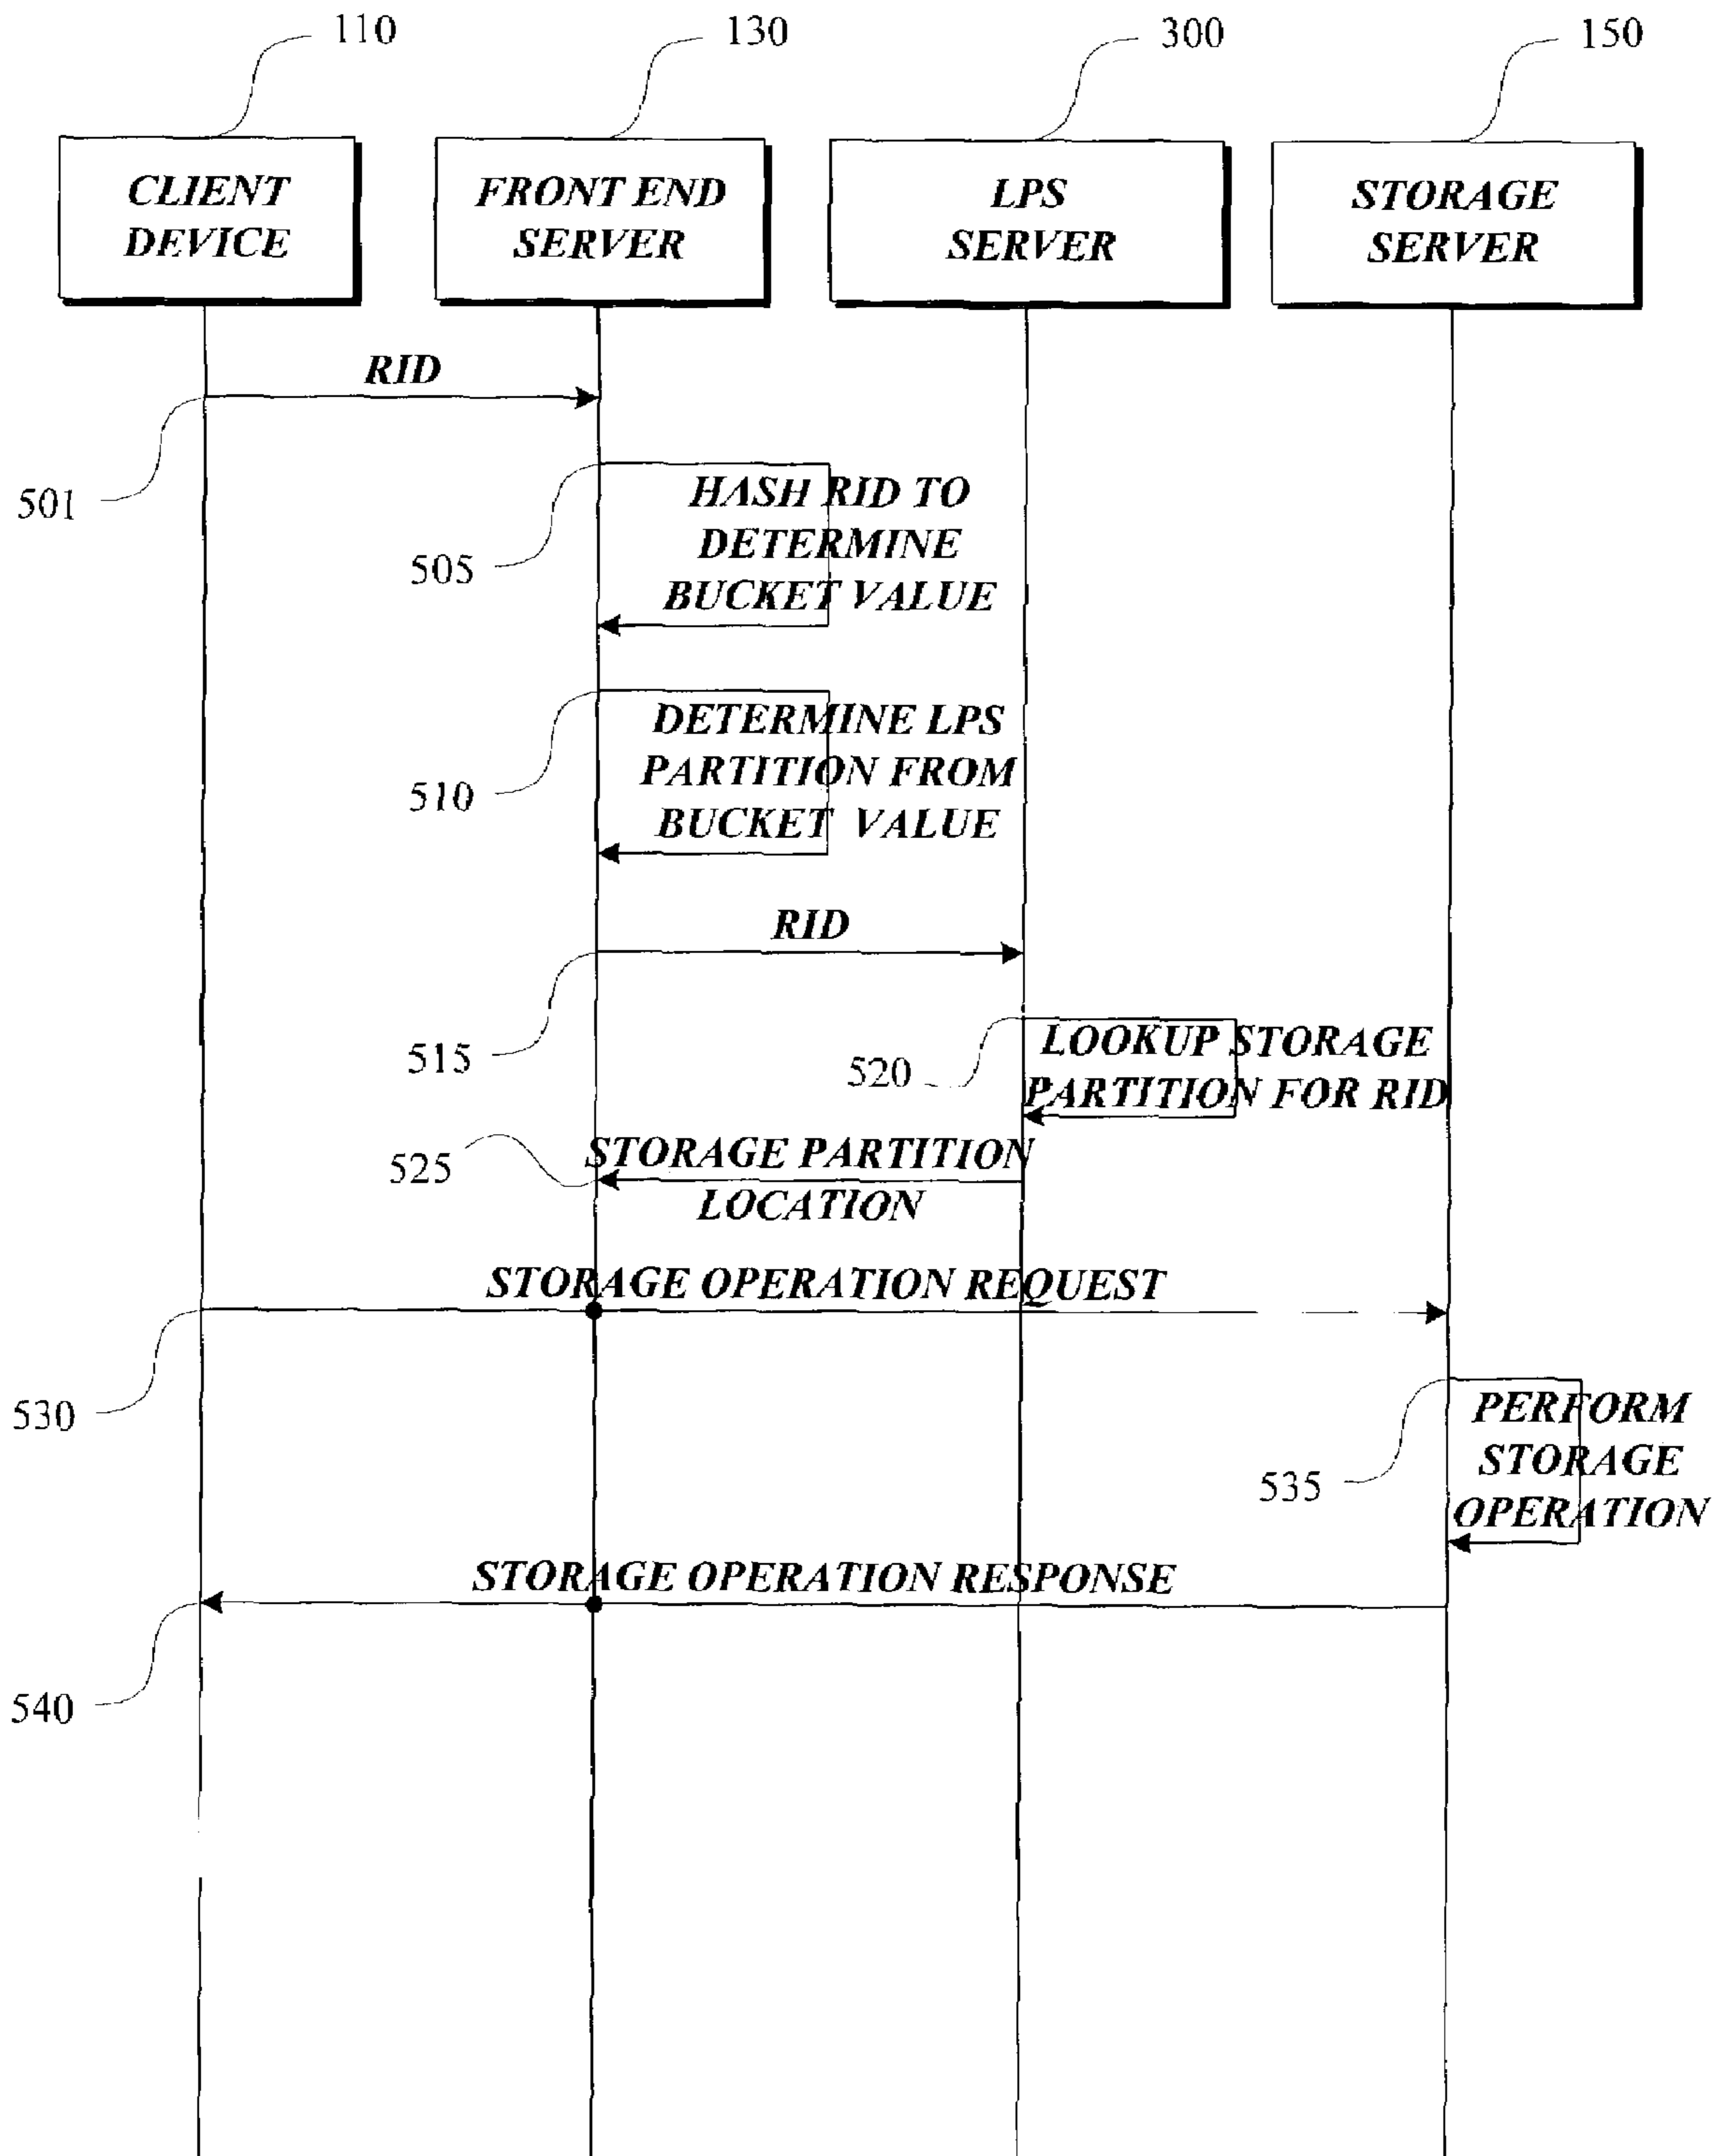 110
130
300
150
CLIENT
DEVICE
FRONT END
SERVER
LPS
SERVER
STORAGE
SERVER
RID
501
HASH RID TO
DETERMINE
BUCKET VALUE
505
DETERMINE LPS
PARTITION FROM
BUCKET VALUE
510
RID
515
LOOKUP STORAGE
PARTITION FOR RID
520
STORAGE PARTITION
LOCATION
525
STORAGE OPERATION REQUEST
530
PERFORM
STORAGE
OPERATION
535
STORAGE OPERATION RESPONSE
540